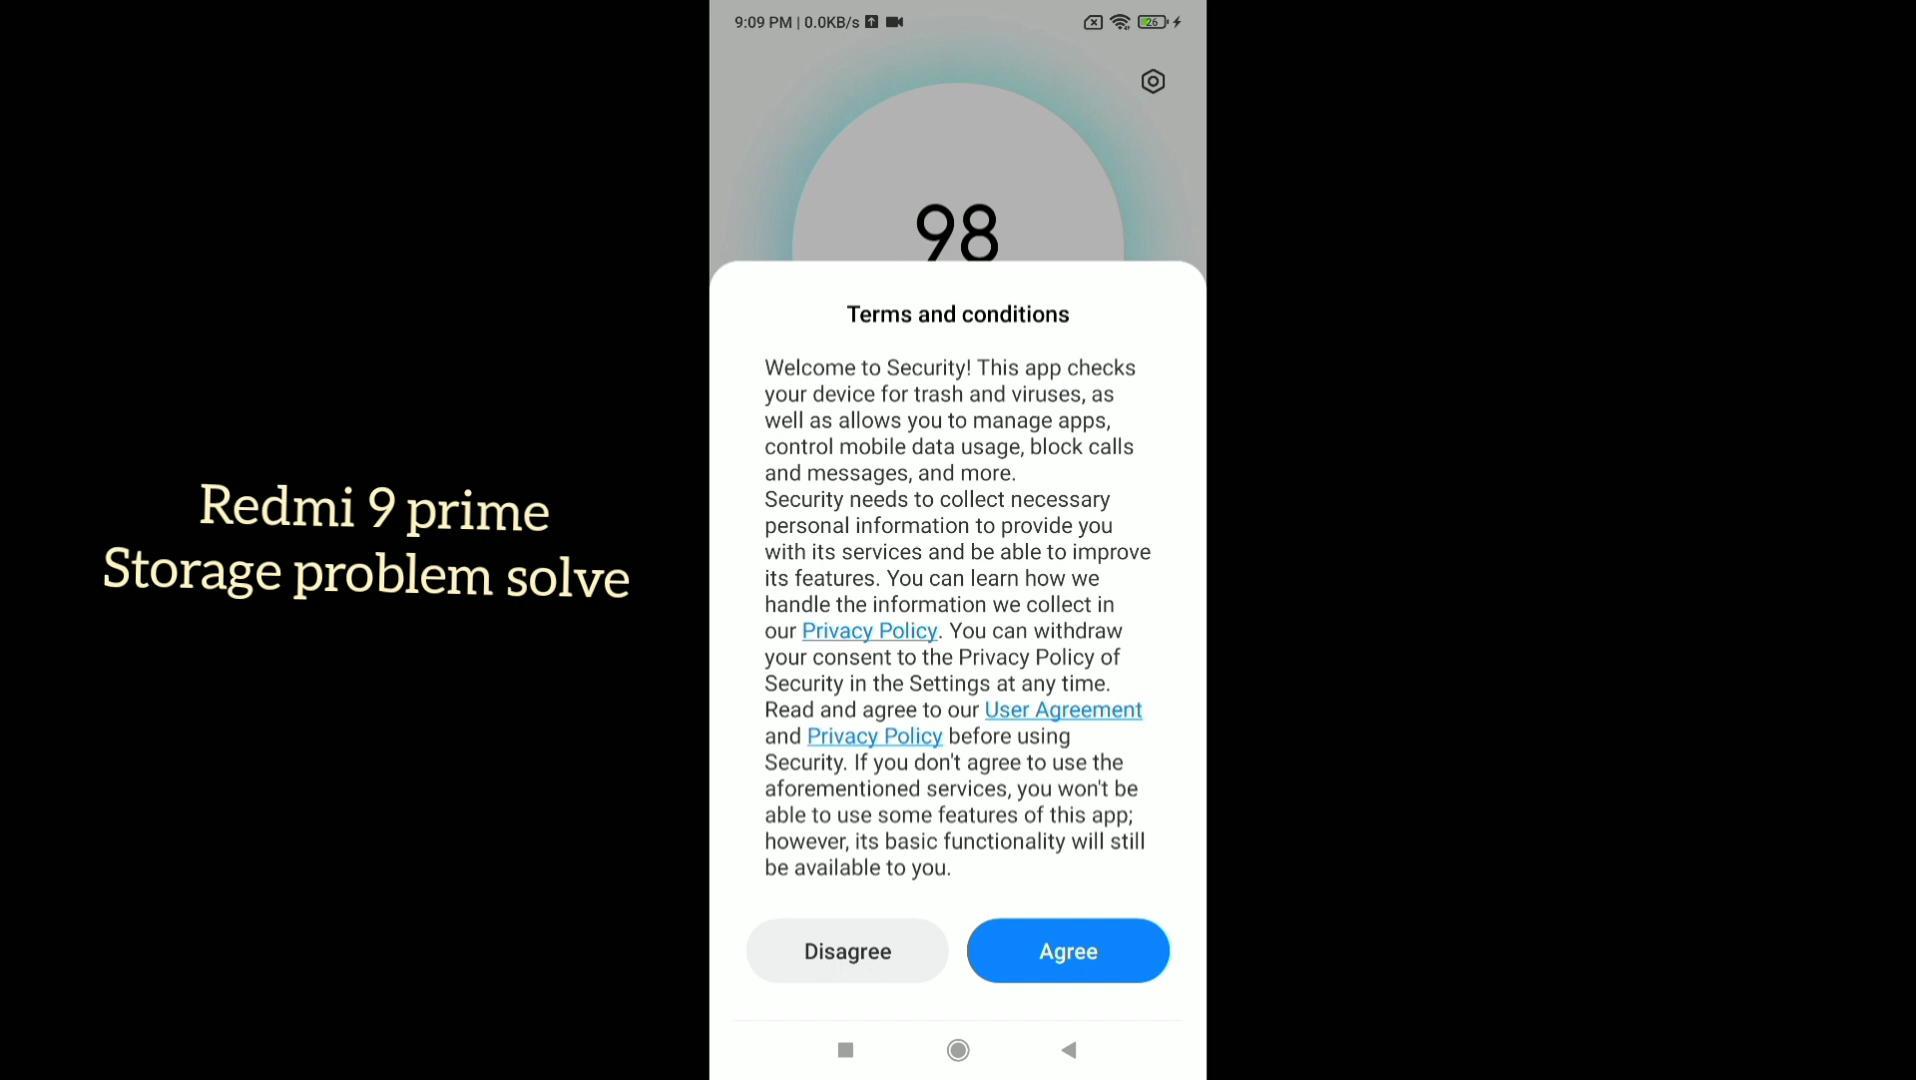 9:09 PM | 0.0KB/s
26
98
Terms and conditions
Welcome to Security! This app checks
your device for trash and viruses, as
well as allows you to manage apps,
control mobile data usage, block calls
and messages, and more.
Security needs to collect necessary
personal information to provide you
with its services and be able to improve
its features. You can learn how we
handle the information we collect in
our Privacy Policy. You can withdraw
your consent to the Privacy Policy of
Security in the Settings at any time.
Read and agree to our User Agreement
and Privacy Policy before using
Security. If you don't agree to use the
aforementioned services, you won't be
able to use some features of this app;
however, its basic functionality will still
be available to you.
Disagree
Agree
Redmi 9 prime
Storage problem solve